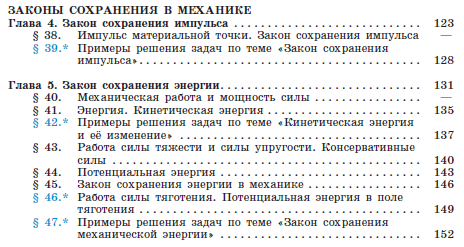 ЗАКОНЫ СОХРАНЕНИЯ В МЕХАНИКЕ
Глава 4. Закон сохранения импульса ........................ 123
§ 38. Импульс материальной точки. Закон сохранения импульса —
§ 39.* Примеры решения задач по теме «Закон сохранения
импульса» ........................ 128
Глава 5. Закон сохранения энергии ........................ 131
§ 40. Механическая работа и мощность силы ............ —
§ 41. Энергия. Кинетическая энергия ................ 135
§ 42.* Примеры решения задач по теме «Кинетическая энергия
и её изменение» ........................ 137
§ 43. Работа силы тяжести и силы упругости. Консервативные
силы ........................ 140
§ 44. Потенциальная энергия ........................ 143
§ 45. Закон сохранения энергии в механике ............ 146
§ 46.* Работа силы тяготения. Потенциальная энергия в поле
тяготения ........................ 149
§ 47.* Примеры решения задач по теме «Закон сохранения
механической энергии» ........................ 152